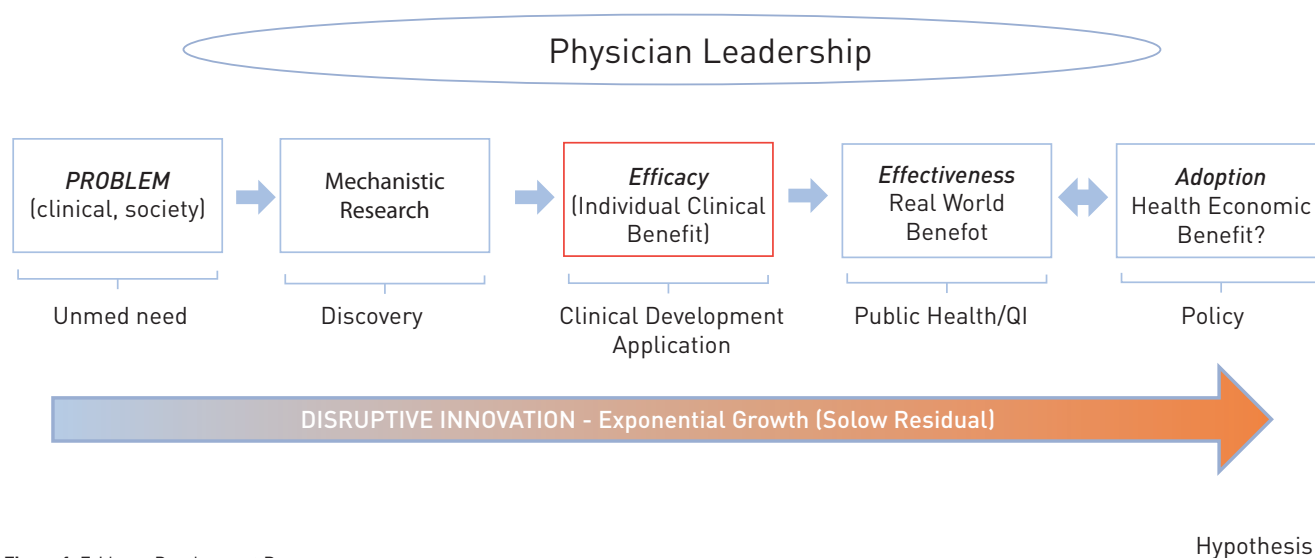 Physician Leadership
PROBLEM
(clinical, society)
Mechanistic
Research
Efficacy
(Individual Clinical
Benefit)
Effectiveness
Real World
Benefot
Adoption
Health Economic
Benefit?
Unmed need
Discovery
Clinical Development
Application
Public Health/QI
Policy
DISRUPTIVE INNOVATION - Exponential Growth (Solow Residual)
Hypothesis